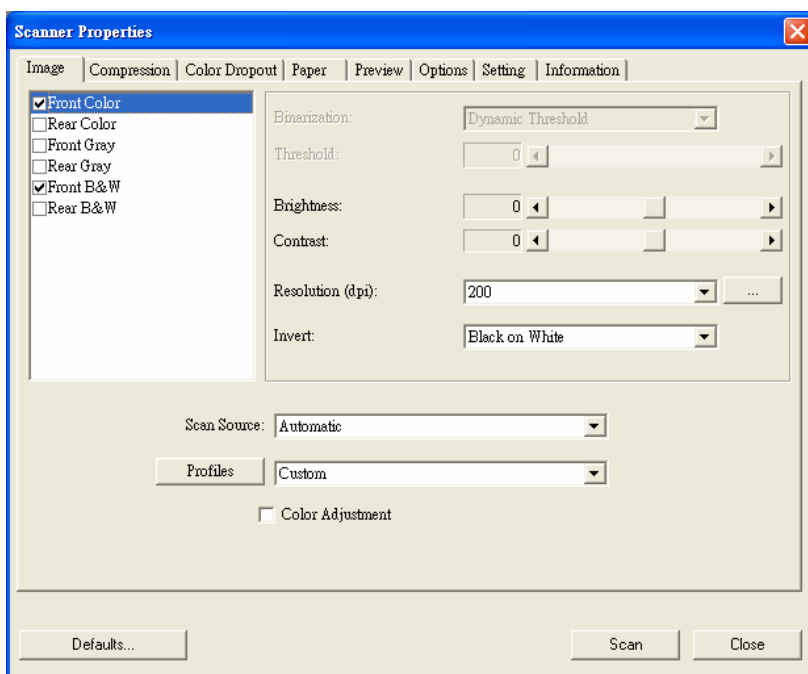 Scanner Properties
Image Compression Color Dropout Paper Preview Options Setting Information
Front Color
Rear Color
Front Gray
Rear Gray
Front B&W
Rear B&W
Binarization: Dynamic Threshold
Threshold: 0
Brightness: 0
Contrast: 0
Resolution (dpi): 200 ...
Invert: Black on White
Scan Source: Automatic
Profiles Custom
Color Adjustment
Defaults... Scan Close